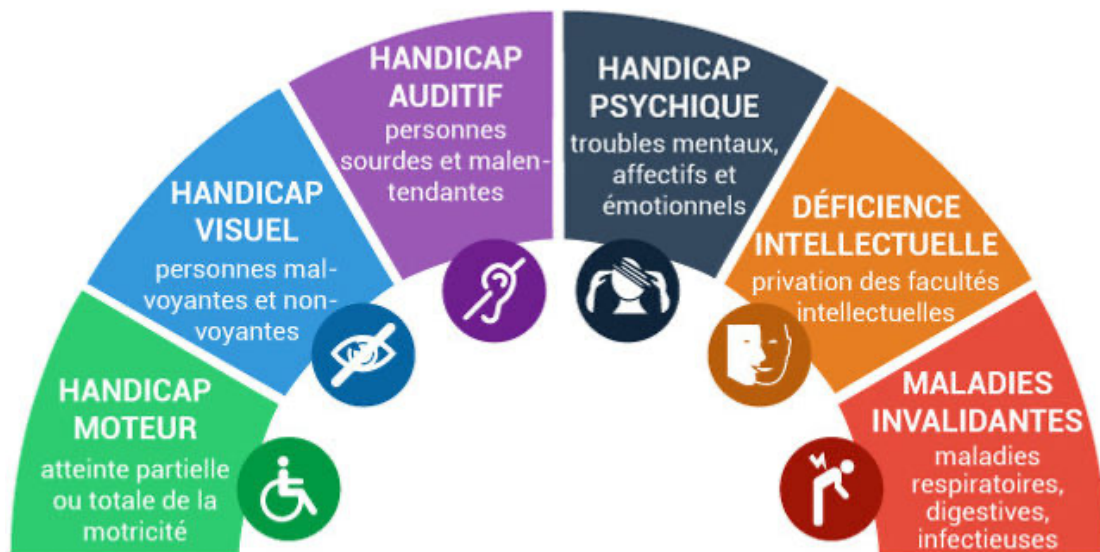 HANDICAP
MOTEUR
atteinte partielle
ou totale de la
motricité
HANDICAP
VISUEL
personnes mal-
voyantes et non-
voyantes
HANDICAP
AUDITIF
personnes
sourdes et malen-
tendantes
HANDICAP
PSYCHIQUE
troubles mentaux,
affectifs et
émotionnels
DÉFICIENCE
INTELLECTUELLE
privation des facultés
intellectuelles
MALADIES
INVALIDANTES
maladies
respiratoires,
digestives,
infectieuses